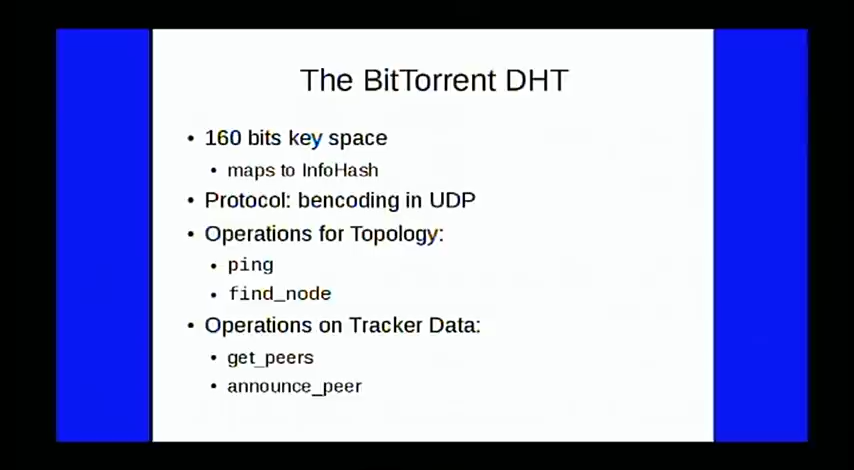 The BitTorrent DHT
• 160 bits key space
• maps to InfoHash
• Protocol: bencoding in UDP
• Operations for Topology:
• ping
• find_node
• Operations on Tracker Data:
• get_peers
• announce_peer